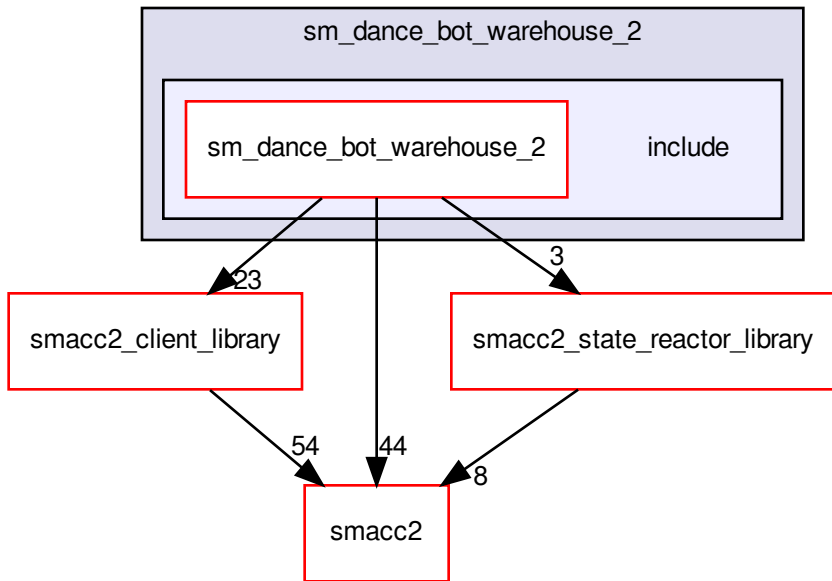 sm_dance_bot_warehouse_2
sm_dance_bot_warehouse_2
include
23
3
smacc2_client_library
smacc2_state_reactor_library
54
44
8
smacc2